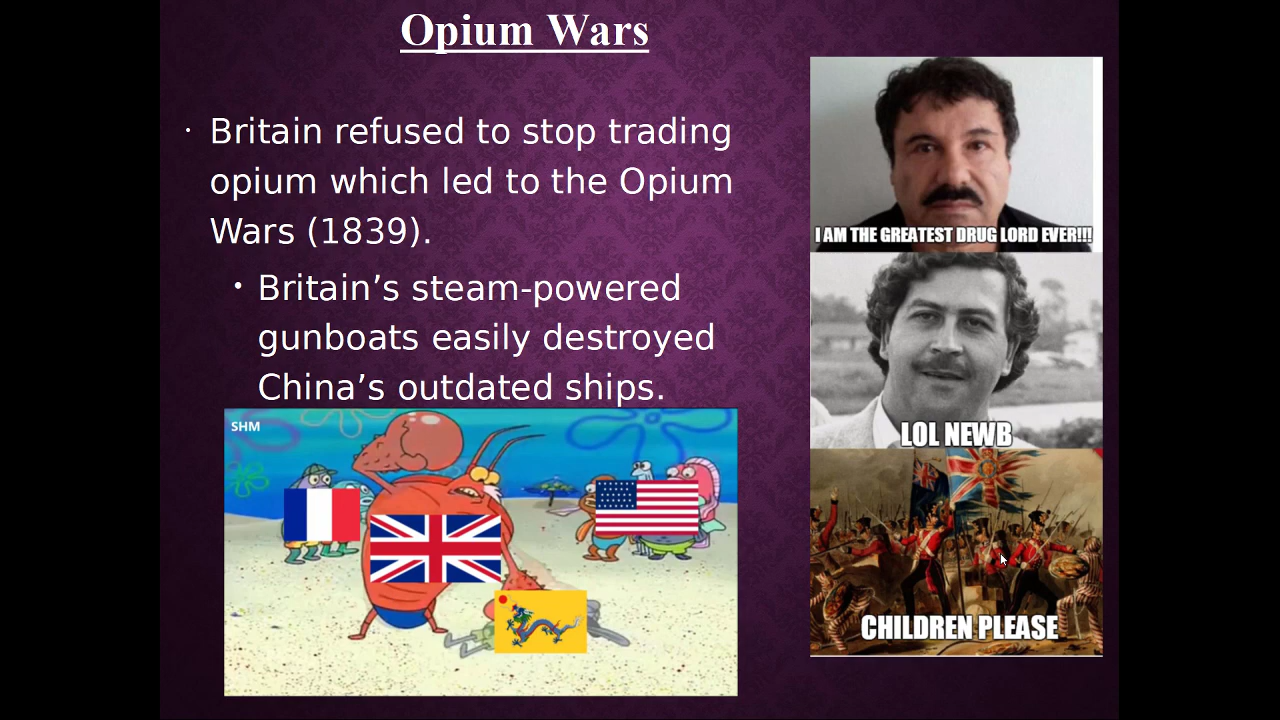 Opium Wars
• Britain refused to stop trading
opium which led to the Opium
Wars (1839).
• Britain’s steam-powered
gunboats easily destroyed
China’s outdated ships.
SHM
I AM THE GREATEST DRUG LORD EVER!!!
LOL NEWB
CHILDREN PLEASE